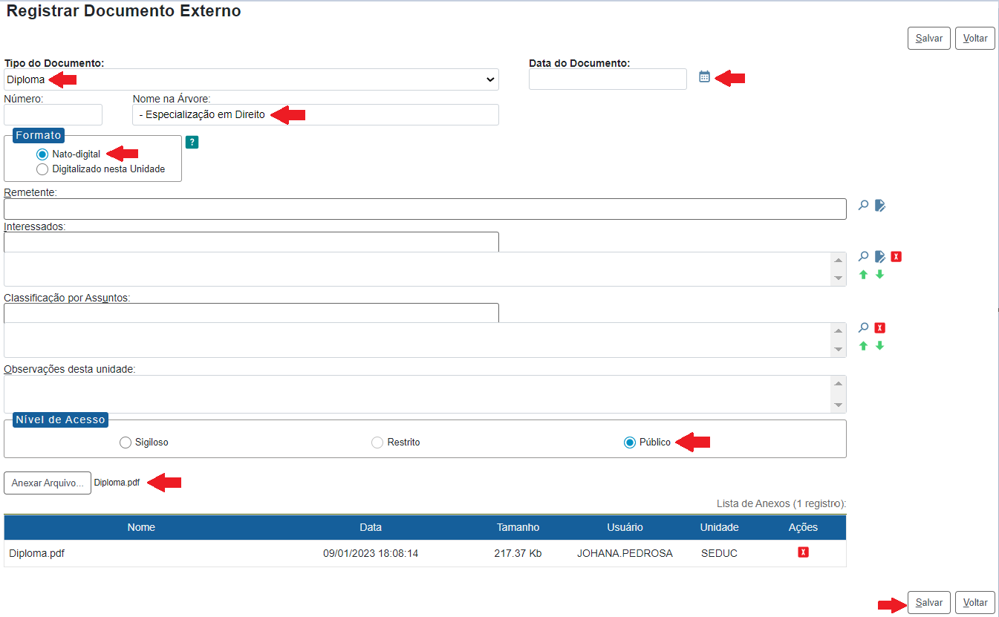 Registrar Documento Externo
Salvar Voltar
Tipo do Documento: Data do Documento:
Diploma
Número: Nome na Árvore:
- Especialização em Direito
Formato
?
Nato-digital
Digitalizado nesta Unidade
Remetente:
Interessados:
X
Classificação por Assuntos:
X
Observações desta unidade:
Nível de Acesso
Sigiloso Restrito Público
Anexar Arquivo... Diploma.pdf
Lista de Anexos (1 registro):
Nome Data Tamanho Usuário Unidade Ações
Diploma.pdf 09/01/2023 18:08:14 217.37 Kb JOHANA.PEDROSA SEDUC X
Salvar Voltar